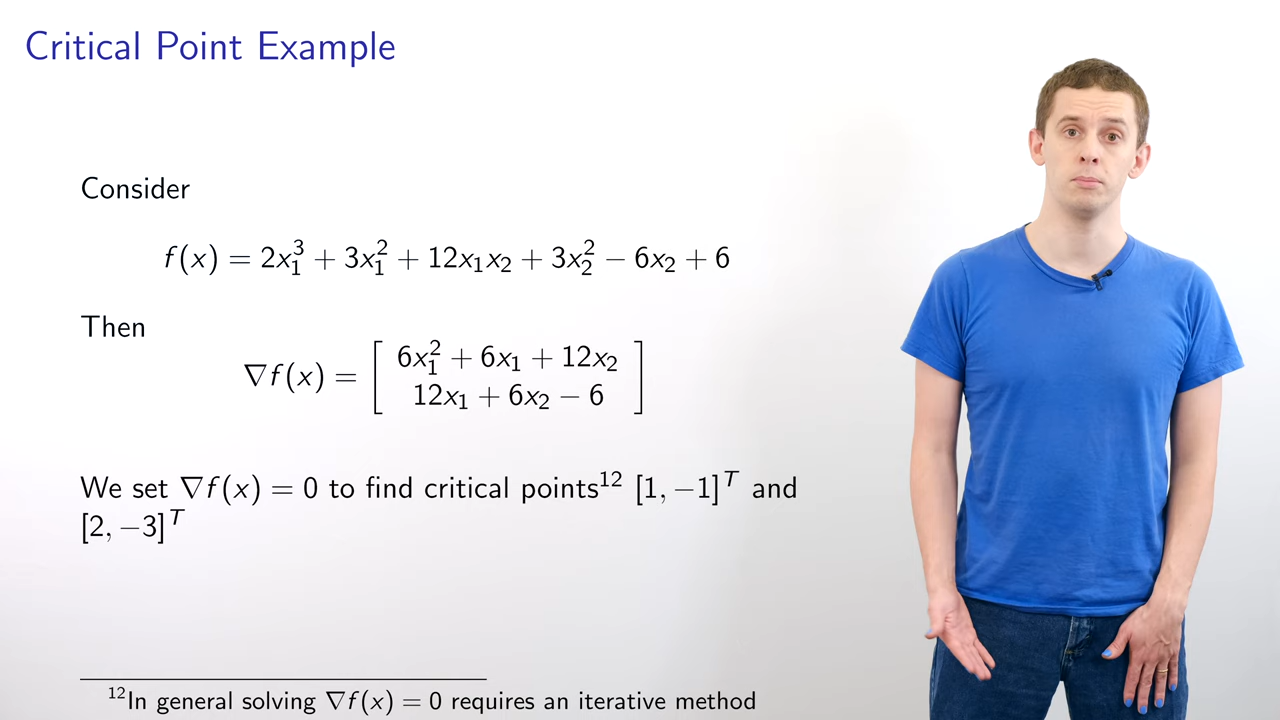 Critical Point Example
Consider
f(x) = 2x₁³ + 3x₁² + 12x₁x₂ + 3x₂² − 6x₂ + 6
Then
∇f(x) = [ 6x₁² + 6x₁ + 12x₂
12x₁ + 6x₂ − 6 ]
We set ∇f(x) = 0 to find critical points¹² [1, −1]ᵀ and
[2, −3]ᵀ
¹²In general solving ∇f(x) = 0 requires an iterative method